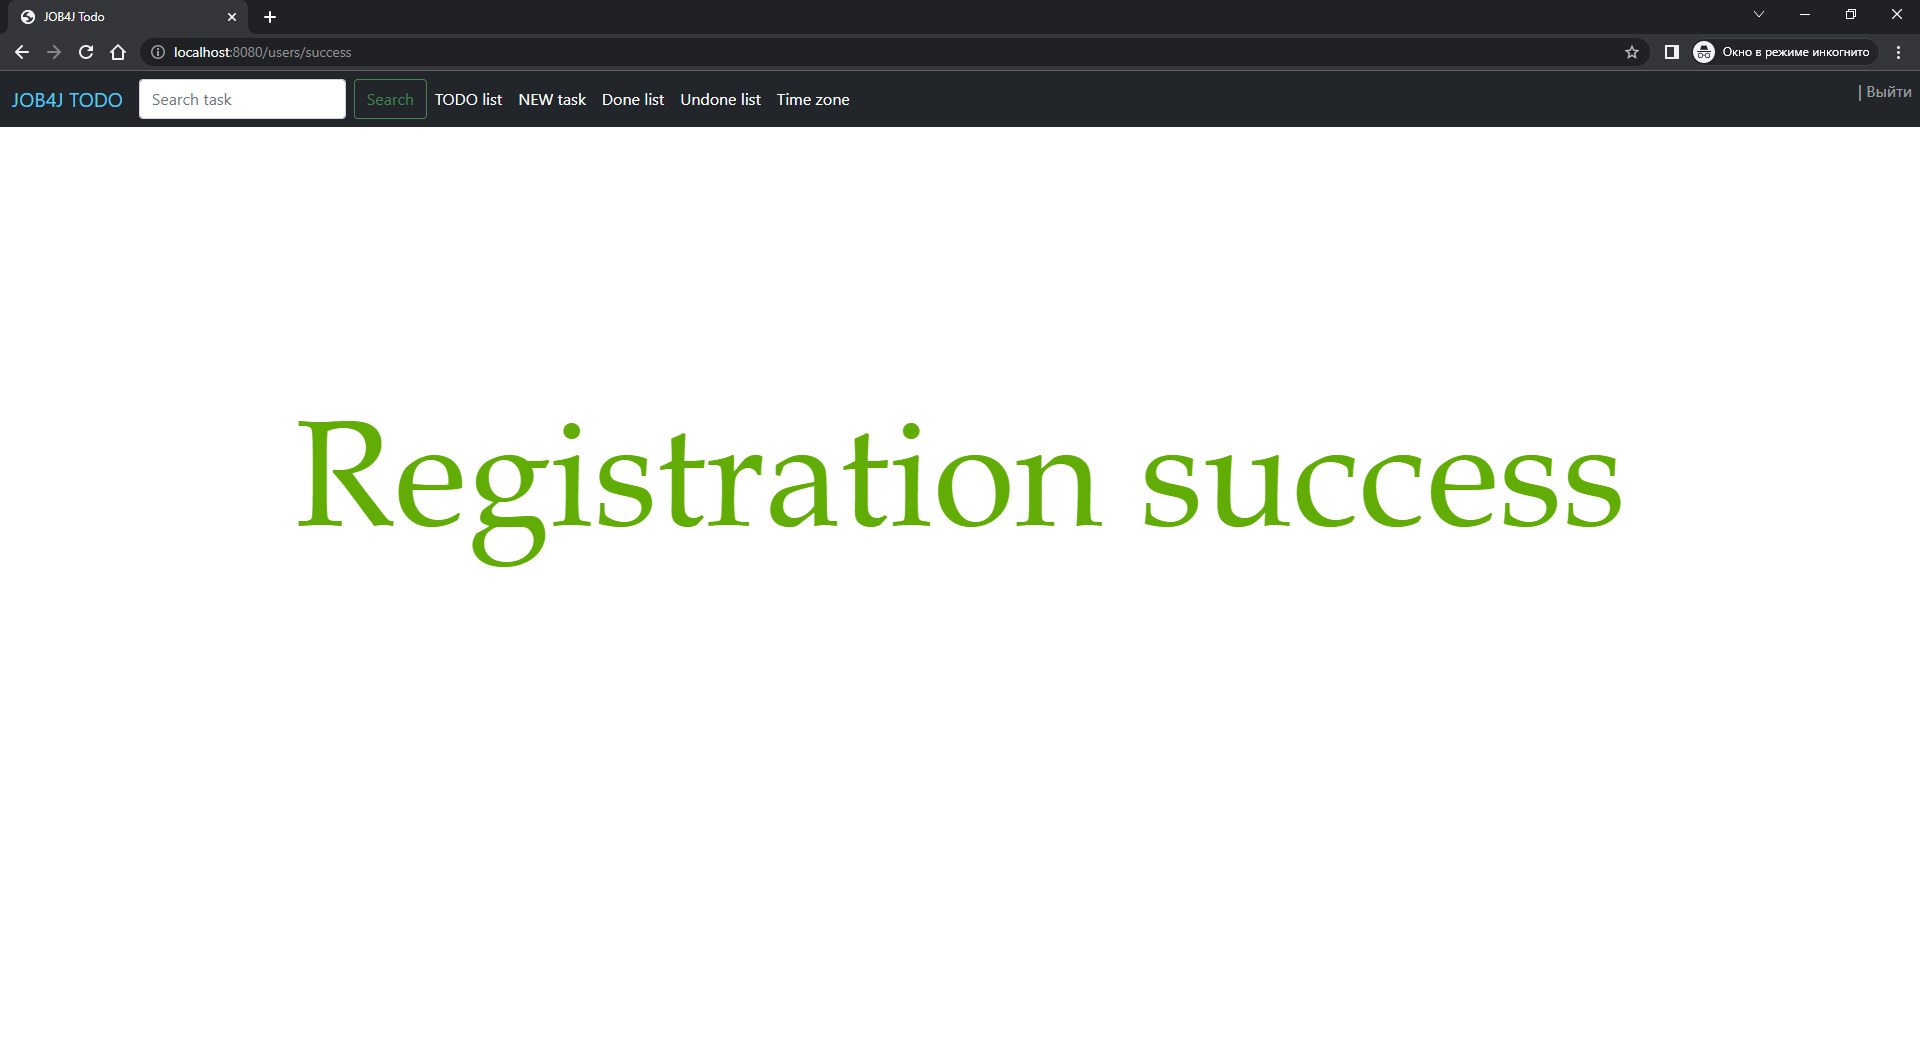 JOB4J Todo
localhost:8080/users/success
Окно в режиме инкогнито
JOB4J TODO Search task Search TODO list NEW task Done list Undone list Time zone | Выйти
Registration success